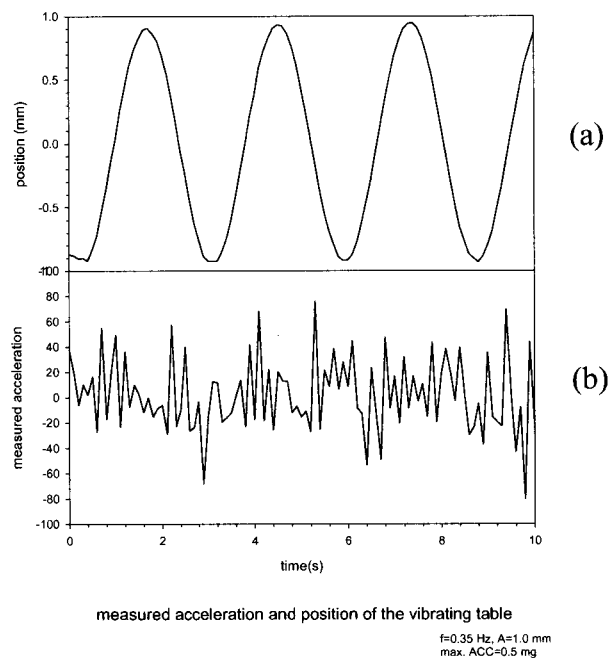 1.0
0.5
position (mm)
0.0
-0.5
(a)
100
80
60
40
20
0
-20
-40
-60
-80
-100
measured acceleration
(b)
0 2 4 6 8 10
time(s)
measured acceleration and position of the vibrating table
f=0.35 Hz, A=1.0 mm
max. ACC=0.5 mg